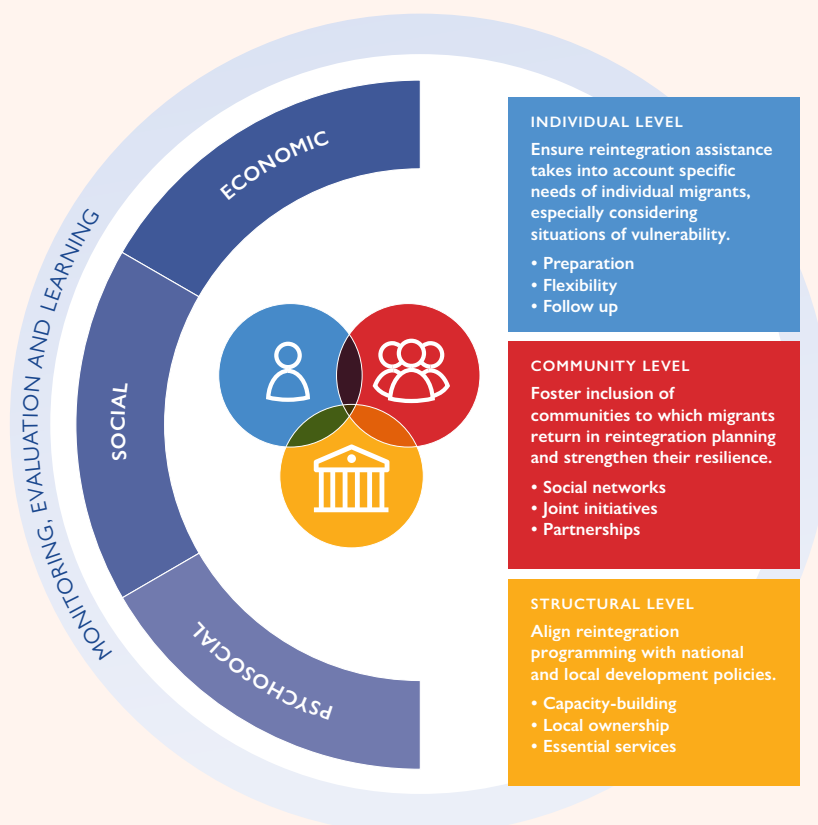 MONITORING, EVALUATION AND LEARNING
ECONOMIC
SOCIAL
PSYCHOSOCIAL
INDIVIDUAL LEVEL
Ensure reintegration assistance
takes into account specific
needs of individual migrants,
especially considering
situations of vulnerability.
• Preparation
• Flexibility
• Follow up
COMMUNITY LEVEL
Foster inclusion of
communities to which migrants
return in reintegration planning
and strengthen their resilience.
• Social networks
• Joint initiatives
• Partnerships
STRUCTURAL LEVEL
Align reintegration
programming with national
and local development policies.
• Capacity-building
• Local ownership
• Essential services